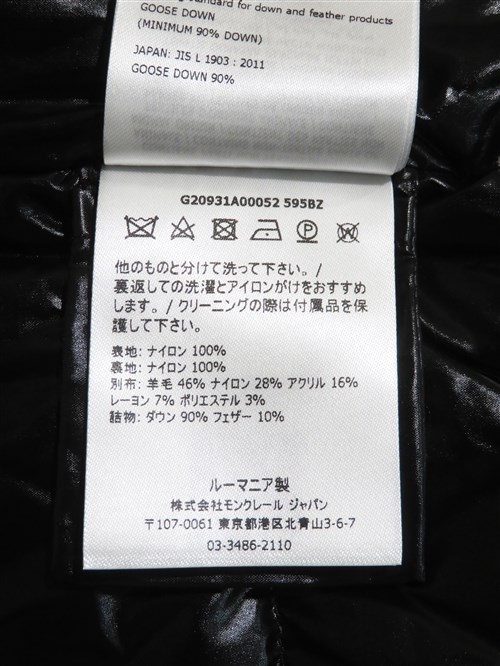 standard for down and feather products
GOOSE DOWN
(MINIMUM 90% DOWN)
JAPAN: JIS L 1903 : 2011
GOOSE DOWN 90%
G20931A00052 595BZ
P
他のものと分けて洗って下さい。/
裏返しての洗濯とアイロンがけをおすすめ
します。/ クリーニングの際は付属品を保
護して下さい。
表地: ナイロン 100%
裏地: ナイロン 100%
別布: 羊毛 46% ナイロン 28% アクリル 16%
レーヨン 7% ポリエステル 3%
詰物: ダウン 90% フェザー 10%
ルーマニア製
株式会社モンクレール ジャパン
〒107-0061 東京都港区北青山3-6-7
03-3486-2110